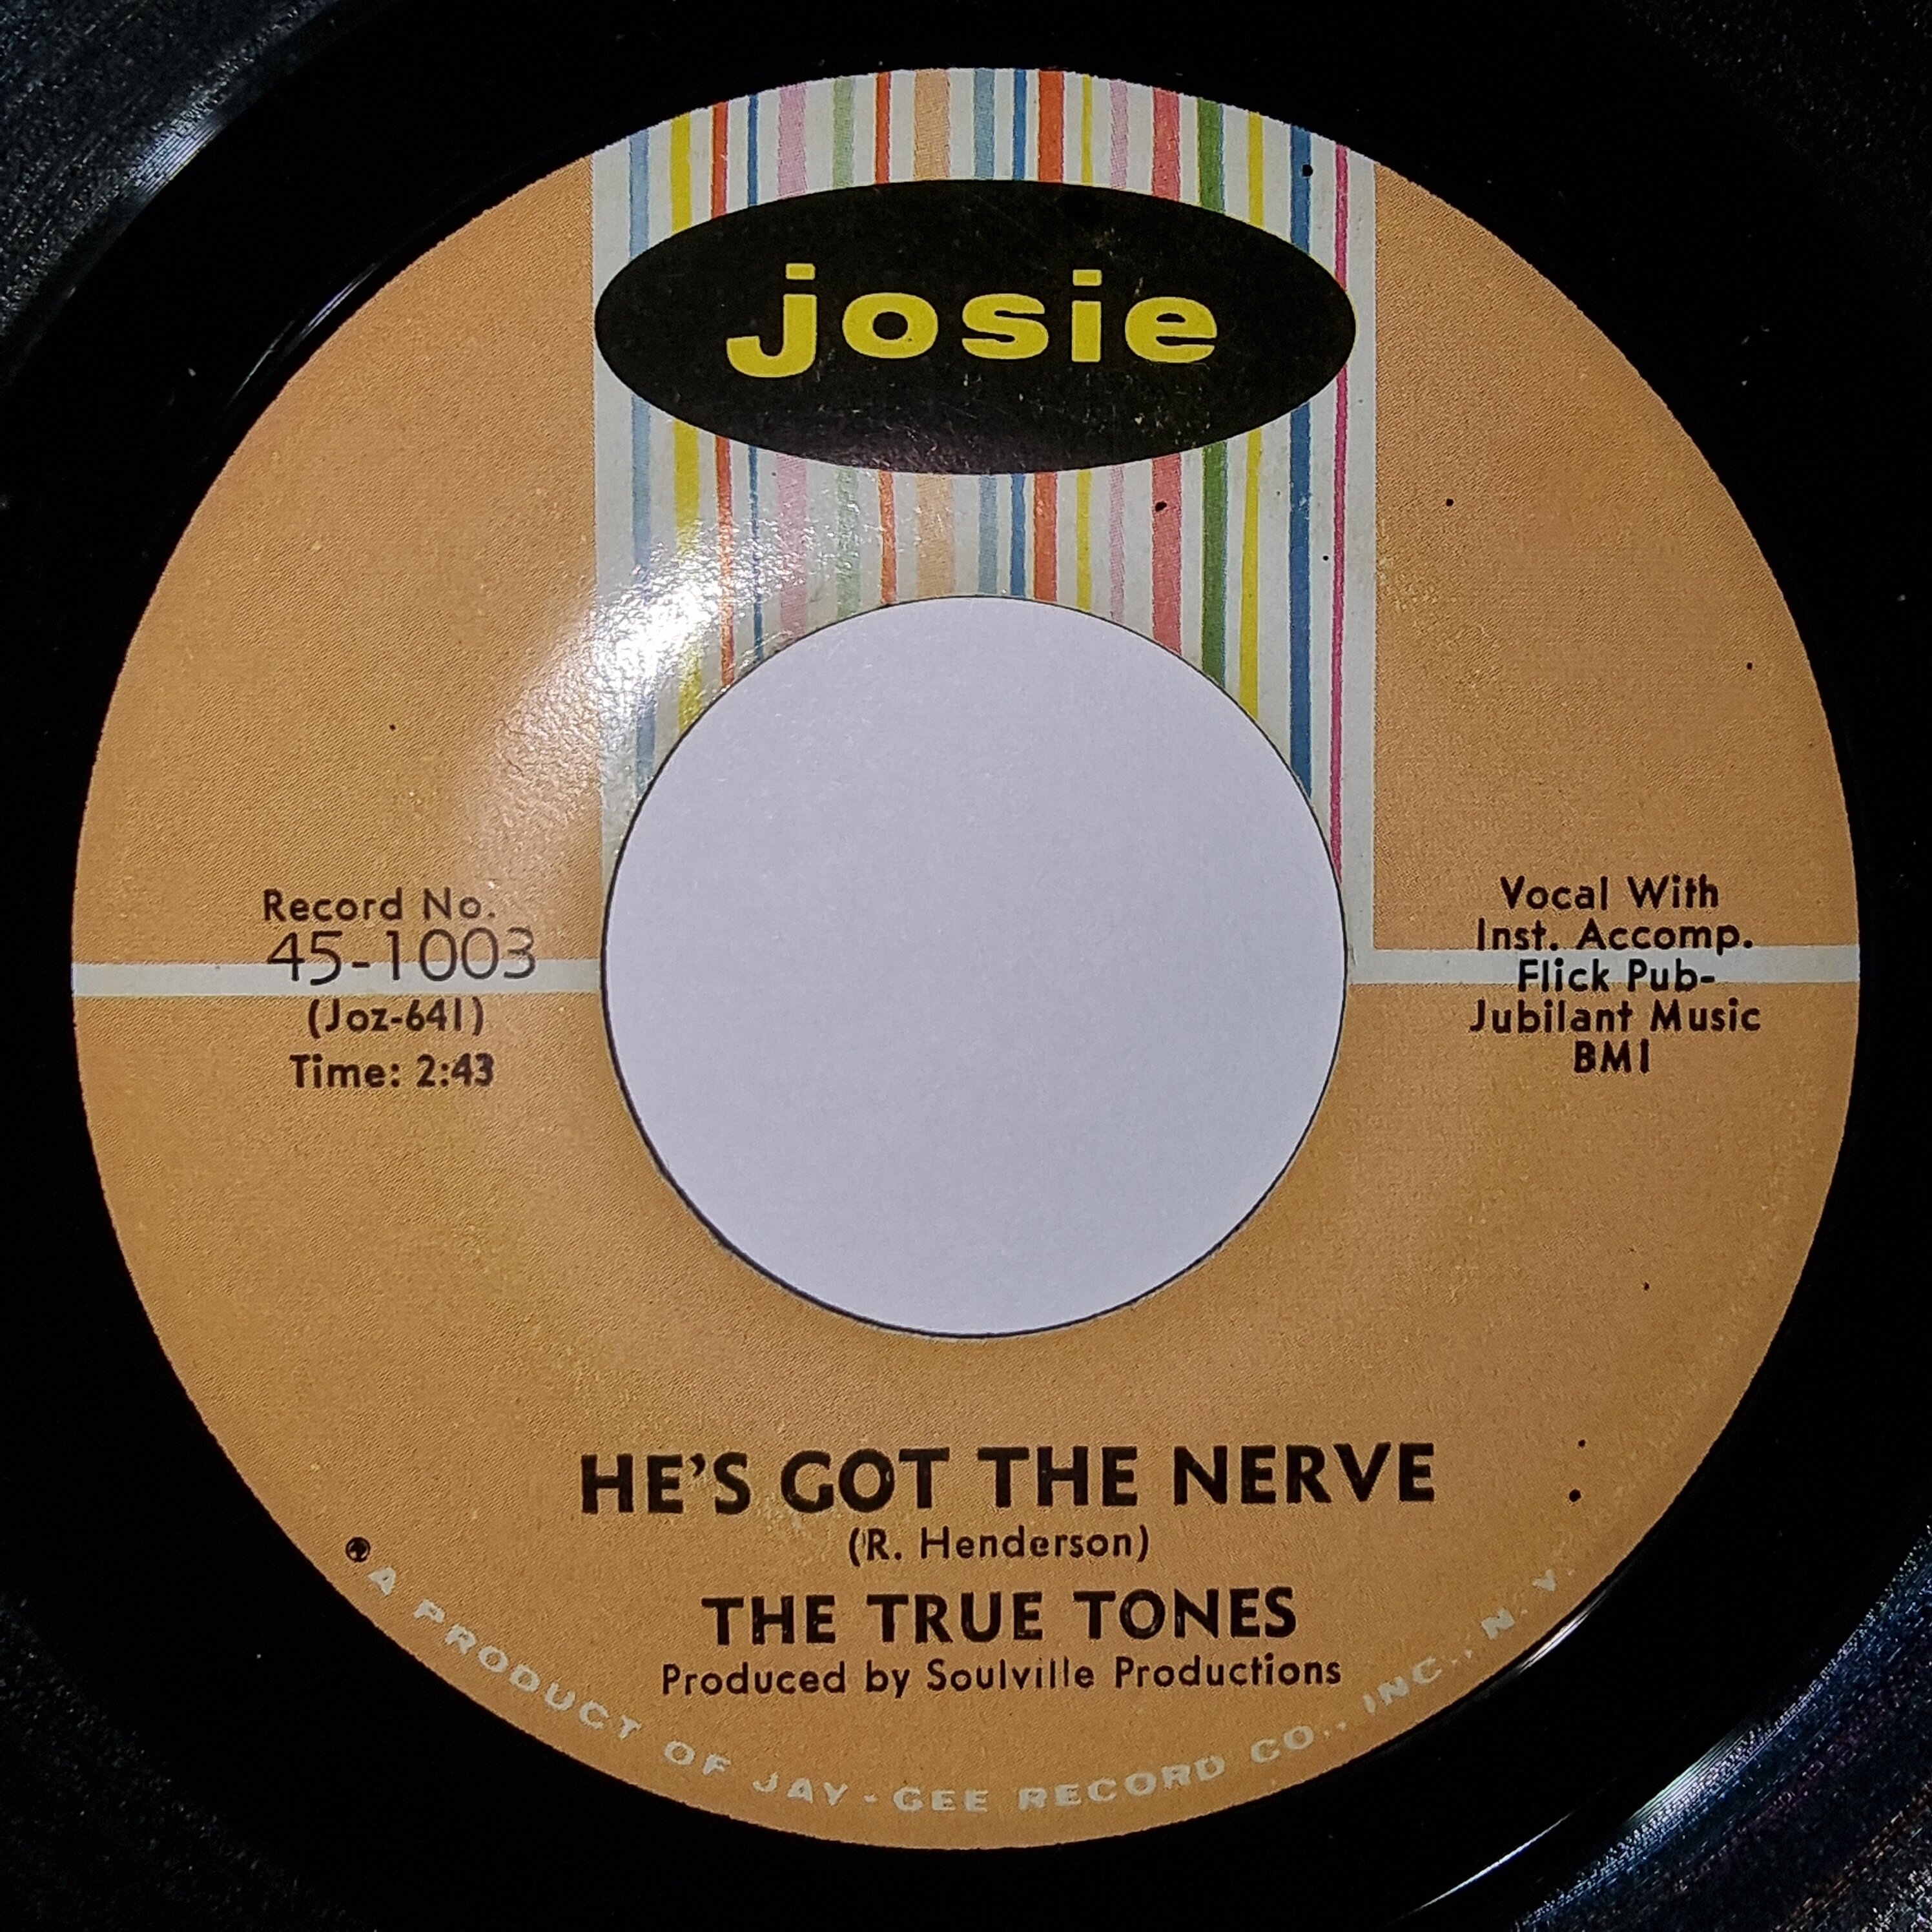 josie
Record No.
45-1003
(Joz-641)
Time: 2:43
Vocal With
Inst. Accomp.
Flick Pub-
Jubilant Music
BMI
HE'S GOT THE NERVE
(R. Henderson)
THE TRUE TONES
Produced by Soulville Productions
A PRODUCT OF JAY-GEE RECORD CO., INC., N.Y.